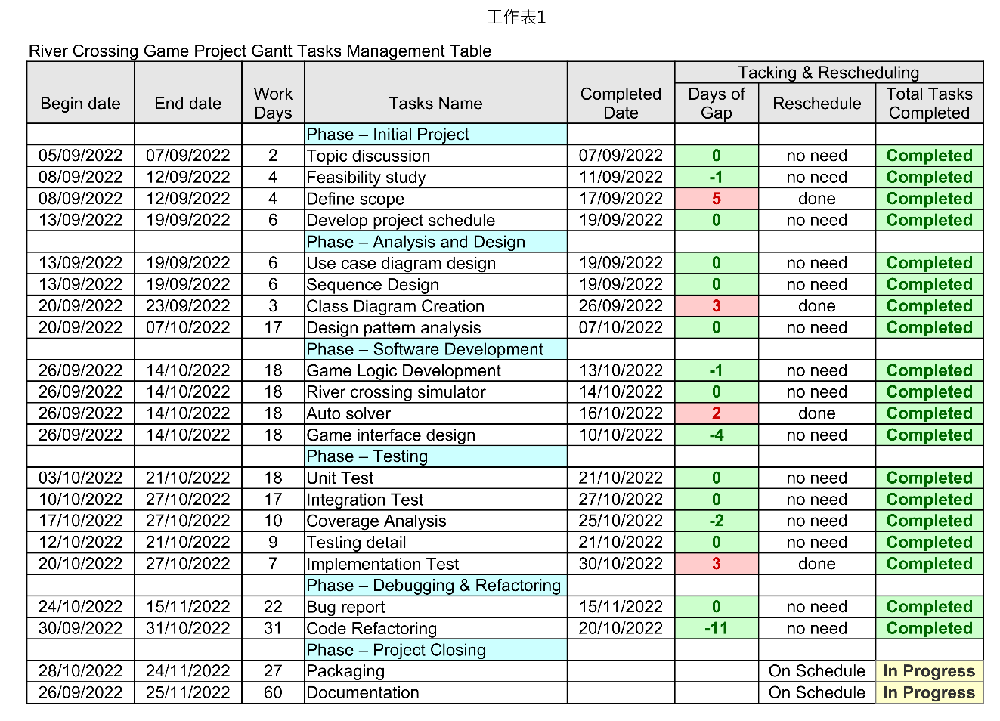 工作表1
River Crossing Game Project Gantt Tasks Management Table
Begin date End date Work Days Tasks Name Completed Date Tacking & Rescheduling
Days of Gap Reschedule Total Tasks Completed
Phase – Initial Project
05/09/2022 07/09/2022 2 Topic discussion 07/09/2022 0 no need Completed
08/09/2022 12/09/2022 4 Feasibility study 11/09/2022 -1 no need Completed
08/09/2022 12/09/2022 4 Define scope 17/09/2022 5 done Completed
13/09/2022 19/09/2022 6 Develop project schedule 19/09/2022 0 no need Completed
Phase – Analysis and Design
13/09/2022 19/09/2022 6 Use case diagram design 19/09/2022 0 no need Completed
13/09/2022 19/09/2022 6 Sequence Design 19/09/2022 0 no need Completed
20/09/2022 23/09/2022 3 Class Diagram Creation 26/09/2022 3 done Completed
20/09/2022 07/10/2022 17 Design pattern analysis 07/10/2022 0 no need Completed
Phase – Software Development
26/09/2022 14/10/2022 18 Game Logic Development 13/10/2022 -1 no need Completed
26/09/2022 14/10/2022 18 River crossing simulator 14/10/2022 0 no need Completed
26/09/2022 14/10/2022 18 Auto solver 16/10/2022 2 done Completed
26/09/2022 14/10/2022 18 Game interface design 10/10/2022 -4 no need Completed
Phase – Testing
03/10/2022 21/10/2022 18 Unit Test 21/10/2022 0 no need Completed
10/10/2022 27/10/2022 17 Integration Test 27/10/2022 0 no need Completed
17/10/2022 27/10/2022 10 Coverage Analysis 25/10/2022 -2 no need Completed
12/10/2022 21/10/2022 9 Testing detail 21/10/2022 0 no need Completed
20/10/2022 27/10/2022 7 Implementation Test 30/10/2022 3 done Completed
Phase – Debugging & Refactoring
24/10/2022 15/11/2022 22 Bug report 15/11/2022 0 no need Completed
30/09/2022 31/10/2022 31 Code Refactoring 20/10/2022 -11 no need Completed
Phase – Project Closing
28/10/2022 24/11/2022 27 Packaging On Schedule In Progress
26/09/2022 25/11/2022 60 Documentation On Schedule In Progress